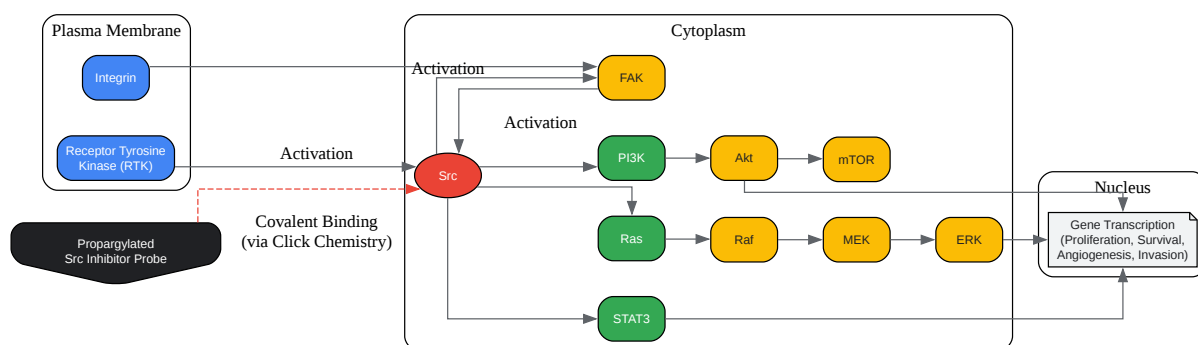 Plasma Membrane
Integrin
Receptor Tyrosine
Kinase (RTK)
Propargylated
Src Inhibitor Probe
Activation
Covalent Binding
(via Click Chemistry)
Cytoplasm
Activation
FAK
Activation
Src
PI3K
Akt
mTOR
Ras
Raf
MEK
ERK
STAT3
Nucleus
Gene Transcription
(Proliferation, Survival,
Angiogenesis, Invasion)